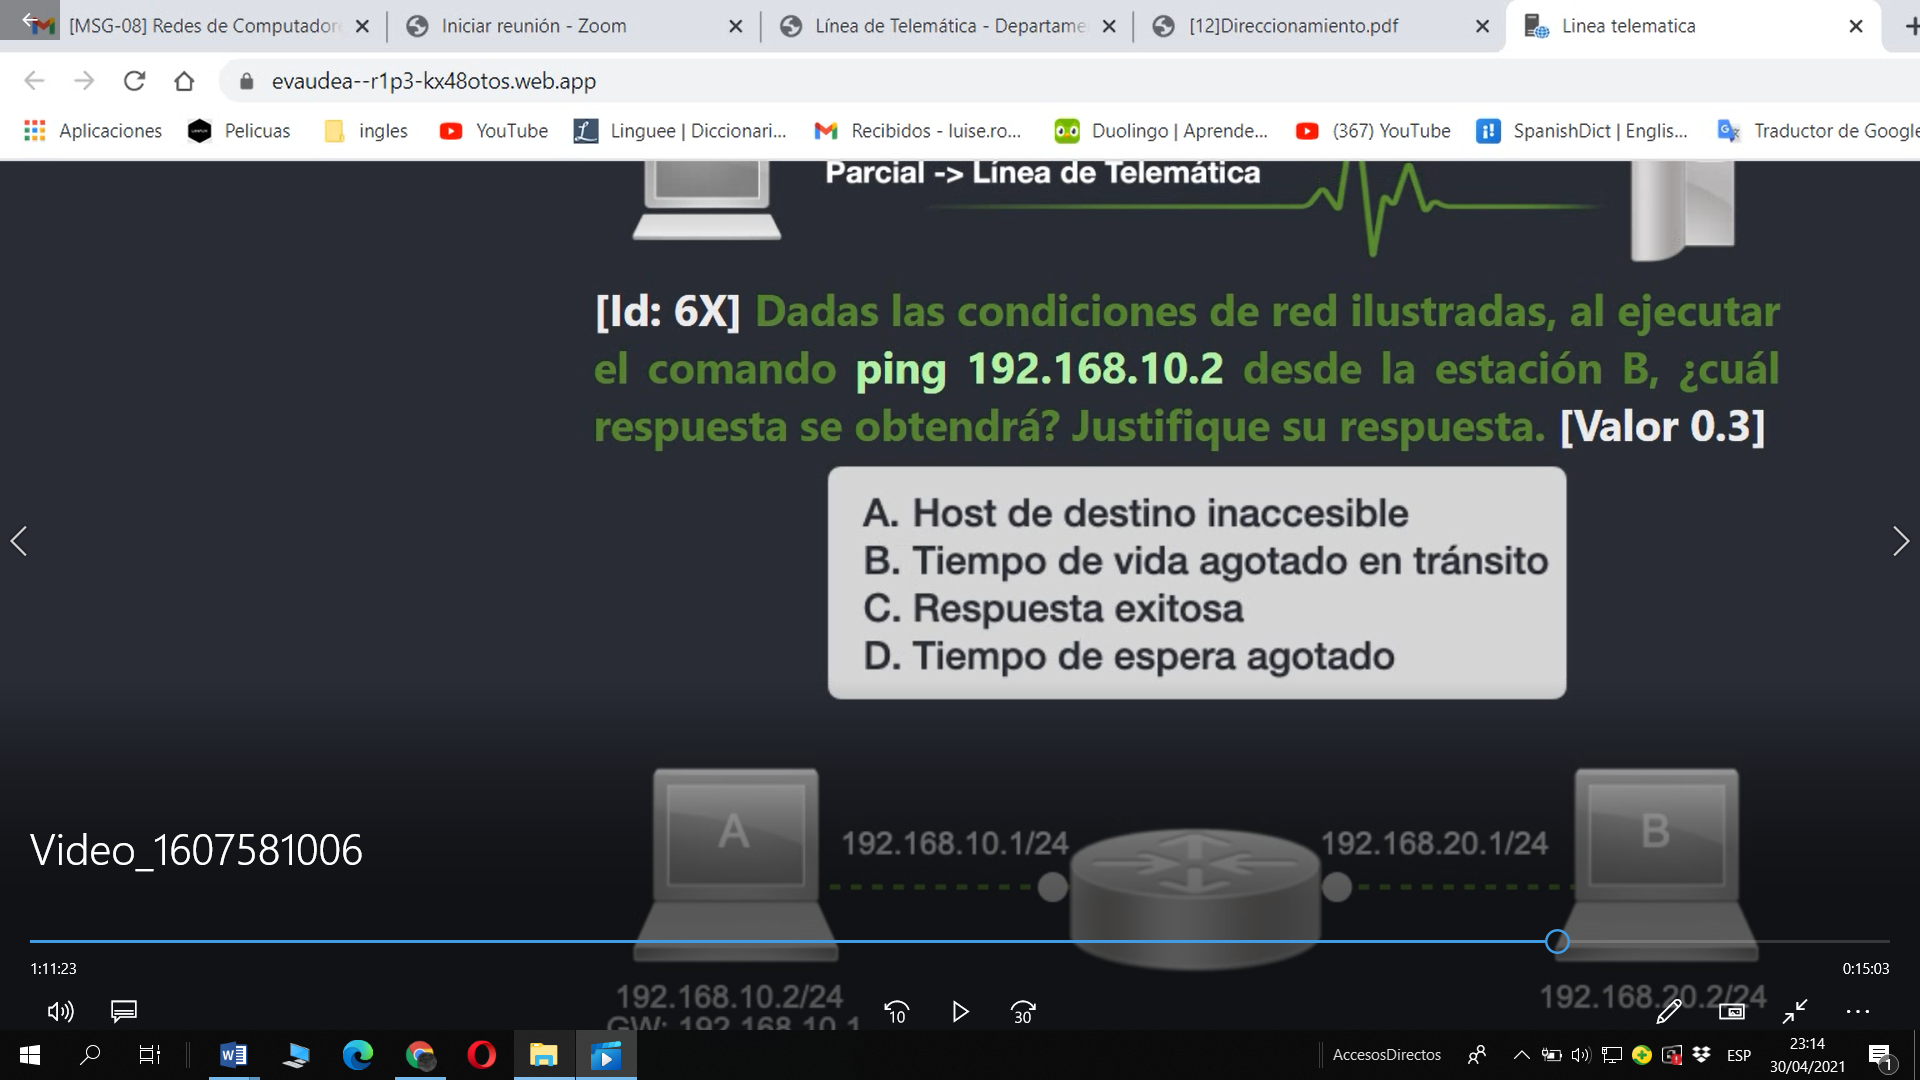 [MSG-08] Redes de Computador
Iniciar reunión - Zoom
Línea de Telemática - Departame
[12]Direccionamiento.pdf
Linea telematica
evaudea--r1p3-kx48otos.web.app
Aplicaciones
Pelicuas
ingles
YouTube
Linguee | Diccionari...
Recibidos - luise.ro...
Duolingo | Aprende...
(367) YouTube
SpanishDict | Englis...
Traductor de Google
Parcial -> Línea de Telemática
[Id: 6X] Dadas las condiciones de red ilustradas, al ejecutar
el comando ping 192.168.10.2 desde la estación B, ¿cuál
respuesta se obtendrá? Justifique su respuesta. [Valor 0.3]
A. Host de destino inaccesible
B. Tiempo de vida agotado en tránsito
C. Respuesta exitosa
D. Tiempo de espera agotado
A
192.168.10.1/24
192.168.20.1/24
B
Video_1607581006
1:11:23
0:15:03
192.168.10.2/24
192.168.20.2/24
GW: 192.168.10.1
10
30
AccesosDirectos
ESP
23:14
30/04/2021
1